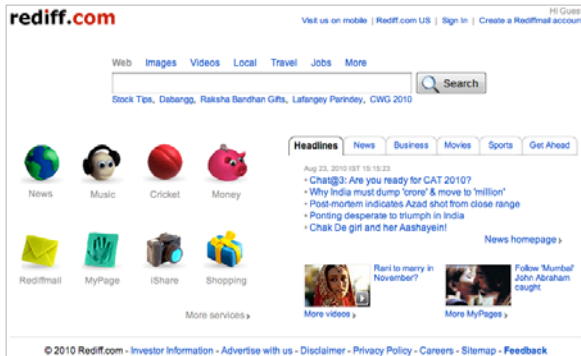 rediff.com
Hi Gues
Visit us on mobile | Rediff.com US | Sign In | Create a Rediffmail accoun
Web Images Videos Local Travel Jobs More
Search
Stock Tips, Dabangg, Raksha Bandhan Gifts, Lafangey Parindey, CWG 2010
Headlines News Business Movies Sports Get Ahead
Aug 23, 2010 IST 15:15:23
Chat@3: Are you ready for CAT 2010?
Why India must dump 'crore' & move to 'million'
Post-mortem indicates Azad shot from close range
Ponting desperate to triumph in India
Chak De girl and her Aashayein!
News homepage
News Music Cricket Money
Rediffmail MyPage iShare Shopping
More services
Rani to marry in
November?
More videos
Follow 'Mumbai'
John Abraham
caught
More MyPages
© 2010 Rediff.com - Investor Information - Advertise with us - Disclaimer - Privacy Policy - Careers - Sitemap - Feedback